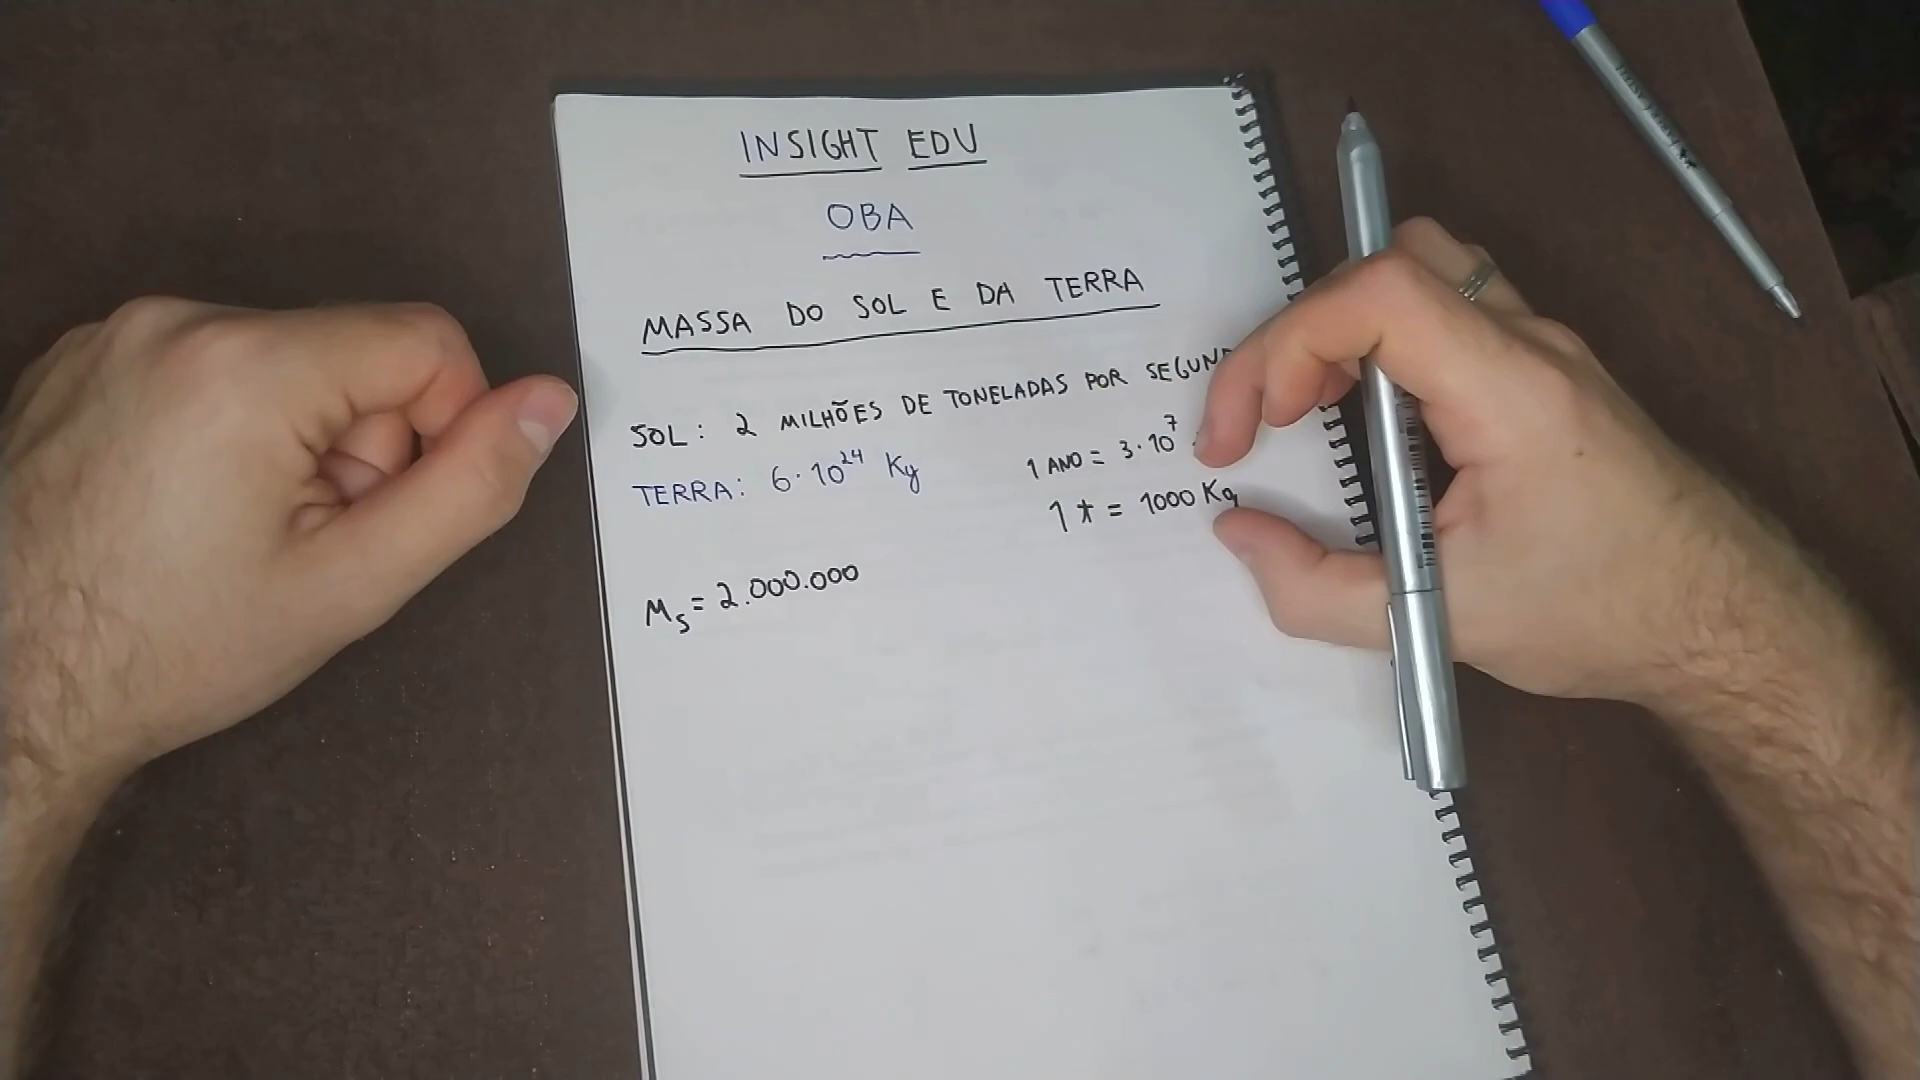 INSIGHT EDU
OBA
MASSA DO SOL E DA TERRA
SOL: 2 MILHÕES DE TONELADAS POR
TERRA: 6·10²⁴ Kg
1 ANO = 3·10⁷
1 t = 1000 Kg
Mₛ = 2.000.000